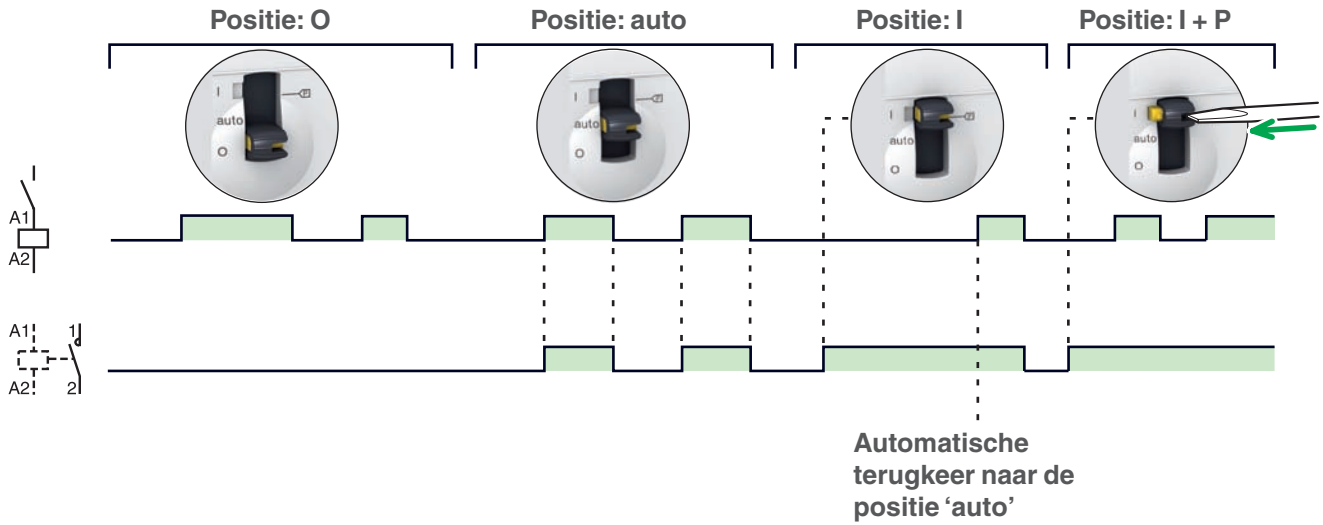 Positie: O
Positie: auto
Positie: I
Positie: I + P
I
P
auto
O
I
P
auto
O
I
P
auto
O
I
auto
O
A1
A2
A1
1
A2
2
Automatische
terugkeer naar de
positie ‘auto’